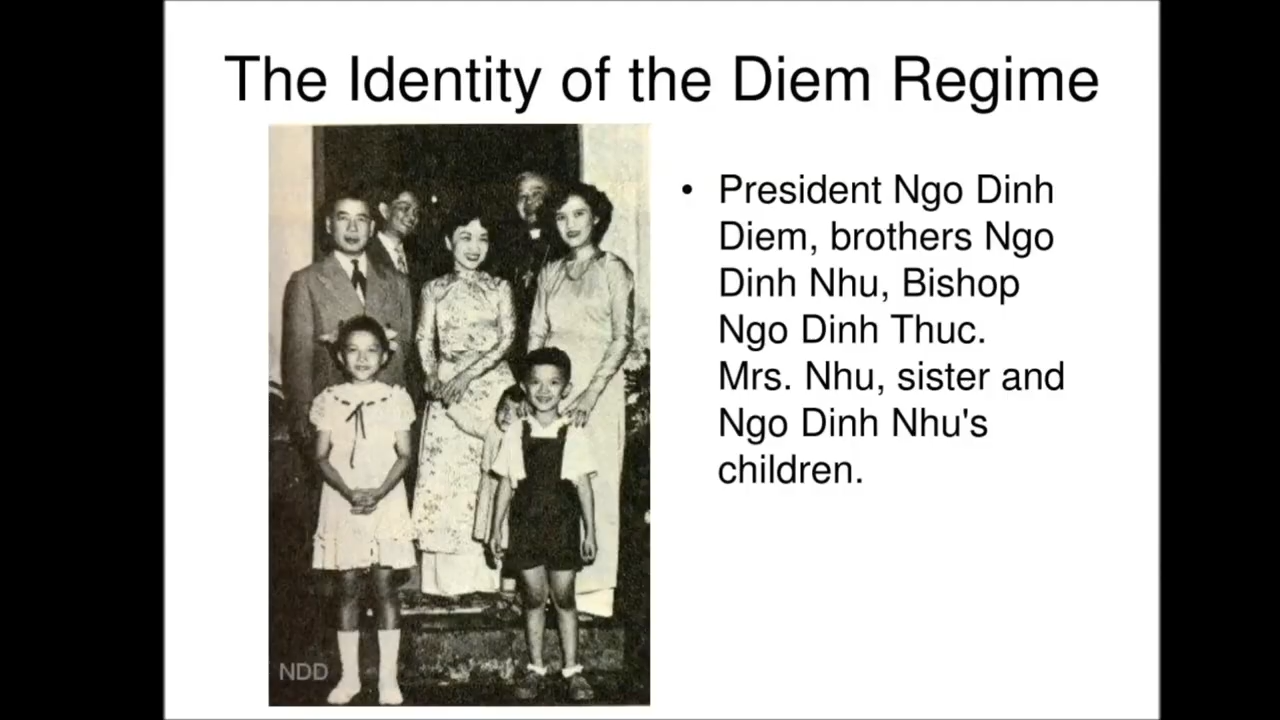 The Identity of the Diem Regime
• President Ngo Dinh
Diem, brothers Ngo
Dinh Nhu, Bishop
Ngo Dinh Thuc.
Mrs. Nhu, sister and
Ngo Dinh Nhu's
children.
NDD